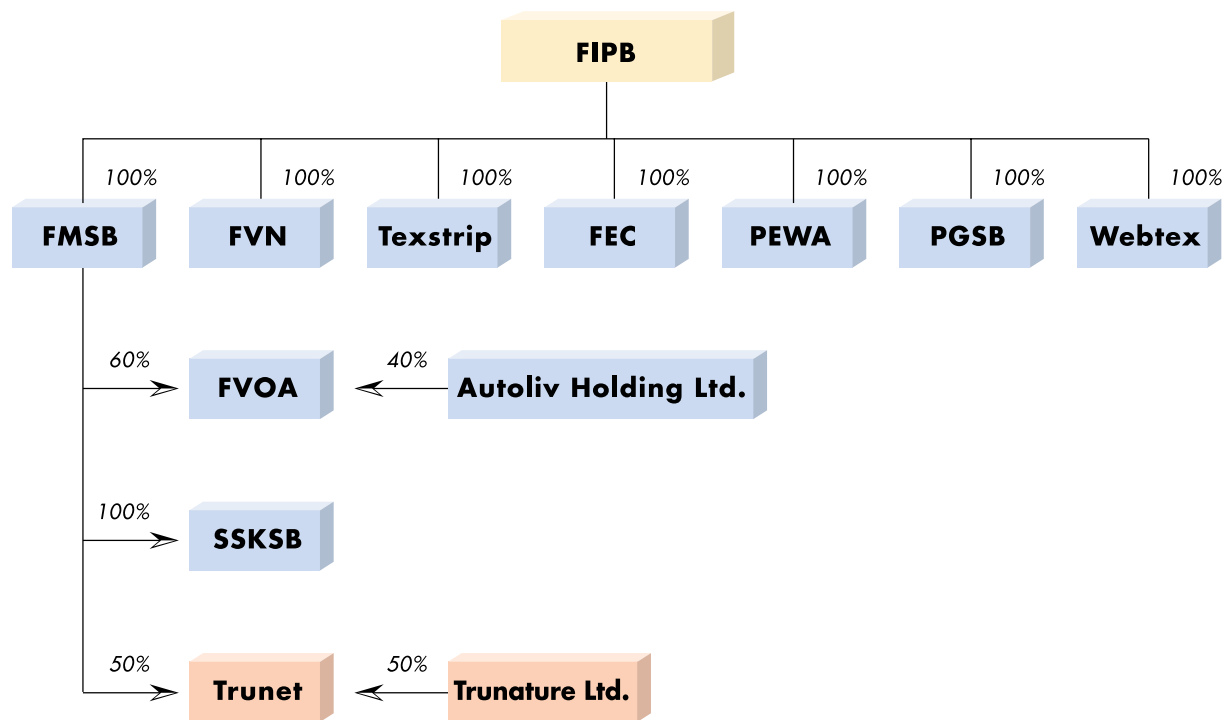 FIPB
100% 100% 100% 100% 100% 100% 100%
FMSB FVN Texstrip FEC PEWA PGSB Webtex
60% 40%
FVOA Autoliv Holding Ltd.
100%
SSKSB
50% 50%
Trunet Trunature Ltd.